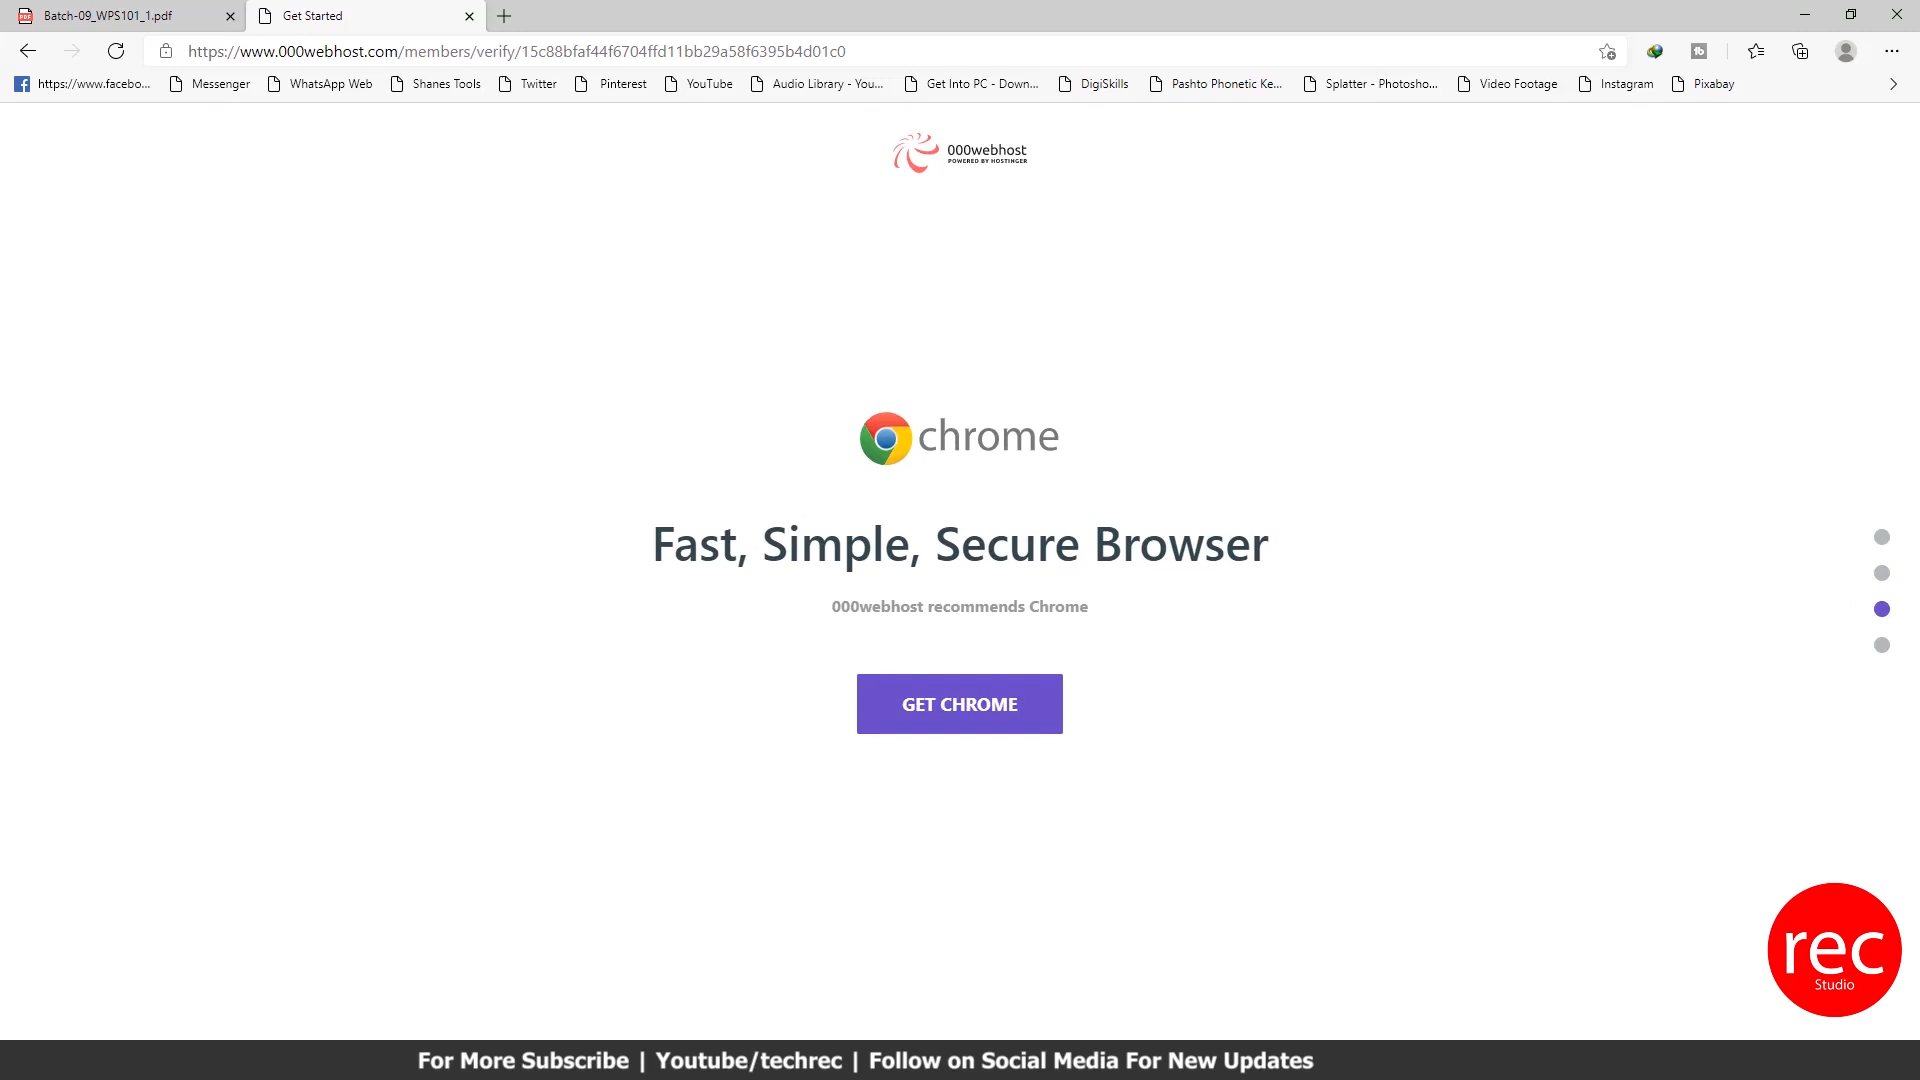 Batch-09_WPS101_1.pdf
Get Started
https://www.000webhost.com/members/verify/15c88bfaf44f6704ffd11bb29a58f6395b4d01c0
https://www.facebo...
Messenger
WhatsApp Web
Shanes Tools
Twitter
Pinterest
YouTube
Audio Library - You...
Get Into PC - Down...
DigiSkills
Pashto Phonetic Ke...
Splatter - Photosho...
Video Footage
Instagram
Pixabay
000webhost
POWERED BY HOSTINGER
chrome
Fast, Simple, Secure Browser
000webhost recommends Chrome
GET CHROME
rec
Studio
For More Subscribe | Youtube/techrec | Follow on Social Media For New Updates